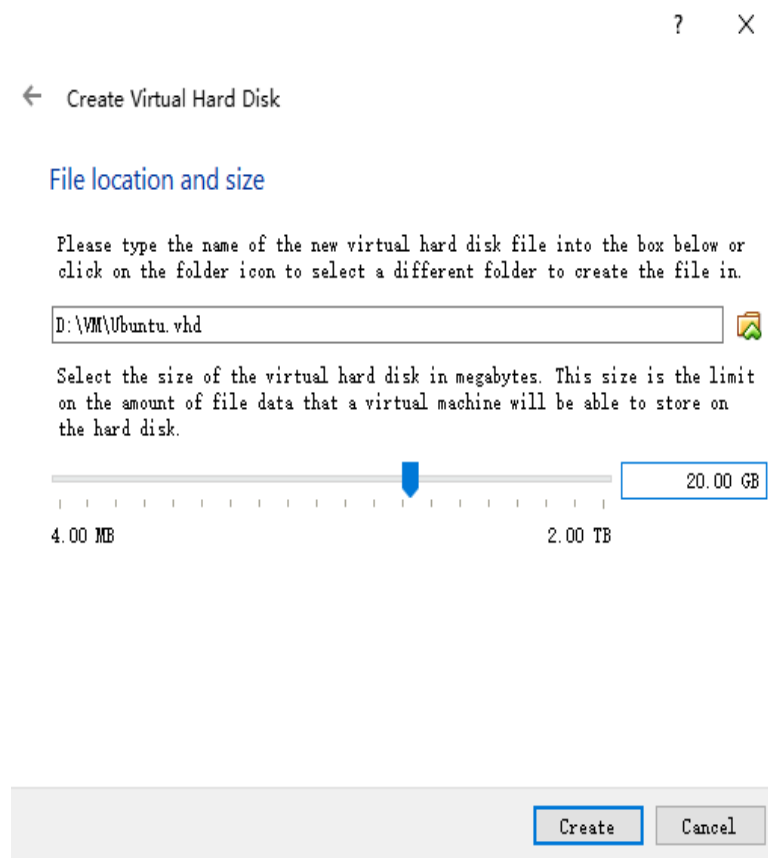 ?
Create Virtual Hard Disk
File location and size
Please type the name of the new virtual hard disk file into the box below or
click on the folder icon to select a different folder to create the file in.
D:\VM\Ubuntu.vhd
Select the size of the virtual hard disk in megabytes. This size is the limit
on the amount of file data that a virtual machine will be able to store on
the hard disk.
20.00 GB
4.00 MB 2.00 TB
Create Cancel